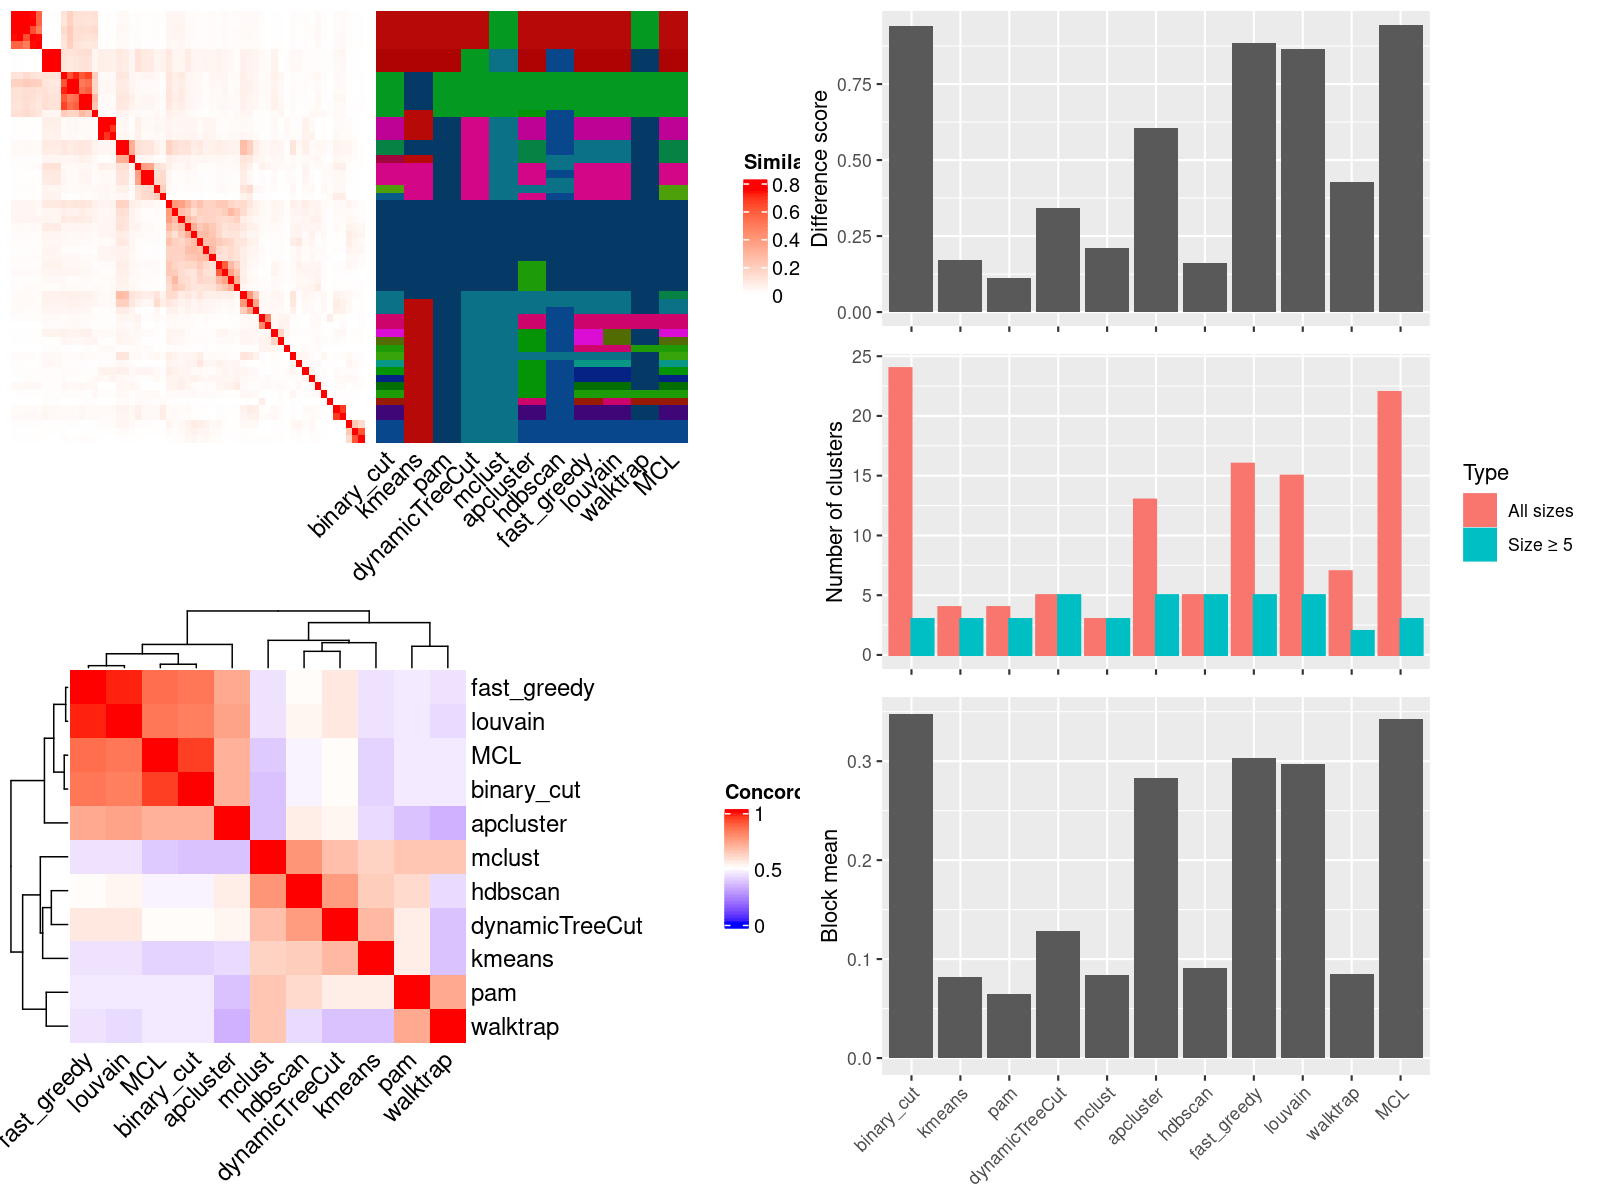 Simila
0.8
0.6
0.4
0.2
0
binary_cut
kmeans
pam
dynamicTreeCut
mclust
apcluster
hdbscan
fast_greedy
louvain
walktrap
MCL
fast_greedy
louvain
MCL
binary_cut
apcluster
mclust
hdbscan
dynamicTreeCut
kmeans
pam
walktrap
Concord
1
0.5
0
fast_greedy
louvain
MCL
binary_cut
apcluster
mclust
hdbscan
dynamicTreeCut
kmeans
pam
walktrap
Difference score
0.75
0.50
0.25
0.00
Number of clusters
25
20
15
10
5
0
Type
All sizes
Size ≥ 5
Block mean
0.3
0.2
0.1
0.0
binary_cut
kmeans
pam
dynamicTreeCut
mclust
apcluster
hdbscan
fast_greedy
louvain
walktrap
MCL